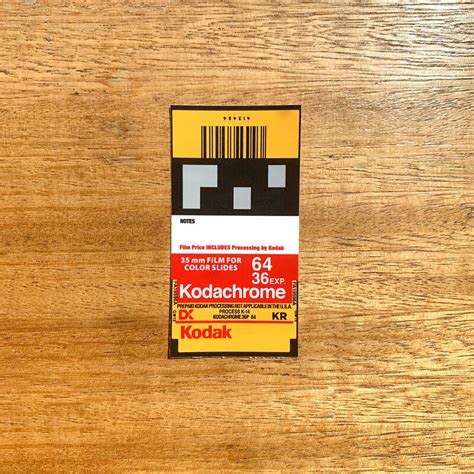 NOTES
Film Price INCLUDES Processing by Kodak
35 mm FILM FOR
COLOR SLIDES
64
36 EXP.
Kodachrome
PREPAID KODAK PROCESSING NOT APPLICABLE IN THE U.S.A.
DX
PROCESS K-14
KODACHROME 36P 64
KR
Kodak